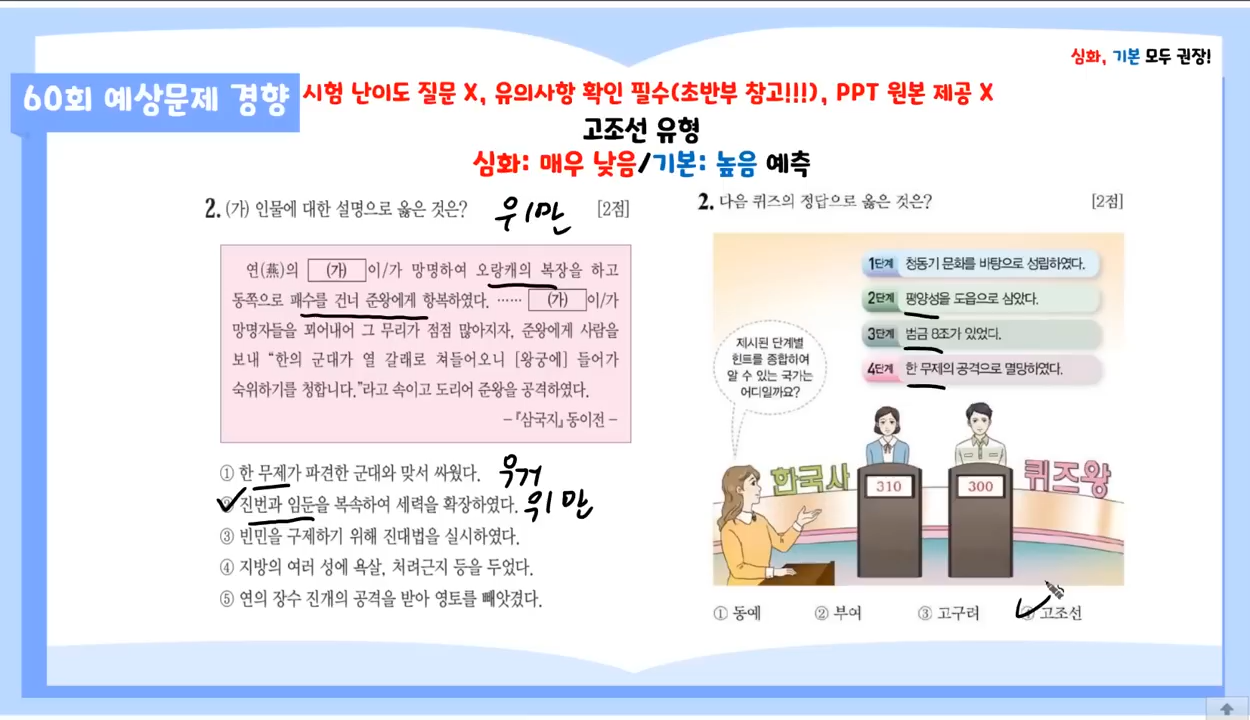 심화, 기본 모두 권장!
60회 예상문제 경향
시험 난이도 질문 X, 유의사항 확인 필수(초반부 참고!!!), PPT 원본 제공 X
고조선 유형
심화: 매우 낮음/기본: 높음 예측
2. (가) 인물에 대한 설명으로 옳은 것은? 위만 [2점]
연(燕)의 (가) 이/가 망명하여 오랑캐의 복장을 하고
동쪽으로 패수를 건너 준왕에게 항복하였다. …… (가) 이/가
망명자들을 꾀어내어 그 무리가 점점 많아지자, 준왕에게 사람을
보내 “한의 군대가 열 갈래로 쳐들어오니 [왕궁에] 들어가
숙위하기를 청합니다.”라고 속이고 도리어 준왕을 공격하였다.
-『삼국지』 동이전-
① 한 무제가 파견한 군대와 맞서 싸웠다. 우거
② 진번과 임둔을 복속하여 세력을 확장하였다. 위만
③ 빈민을 구제하기 위해 진대법을 실시하였다.
④ 지방의 여러 성에 욕살, 처려근지 등을 두었다.
⑤ 연의 장수 진개의 공격을 받아 영토를 빼앗겼다.
2. 다음 퀴즈의 정답으로 옳은 것은? [2점]
1단계 청동기 문화를 바탕으로 성립하였다.
2단계 평양성을 도읍으로 삼았다.
3단계 범금 8조가 있었다.
4단계 한 무제의 공격으로 멸망하였다.
제시된 단계별
힌트를 종합하여
알 수 있는 국가는
어디일까요?
한국사 퀴즈왕
310 300
① 동예 ② 부여 ③ 고구려 ④ 고조선